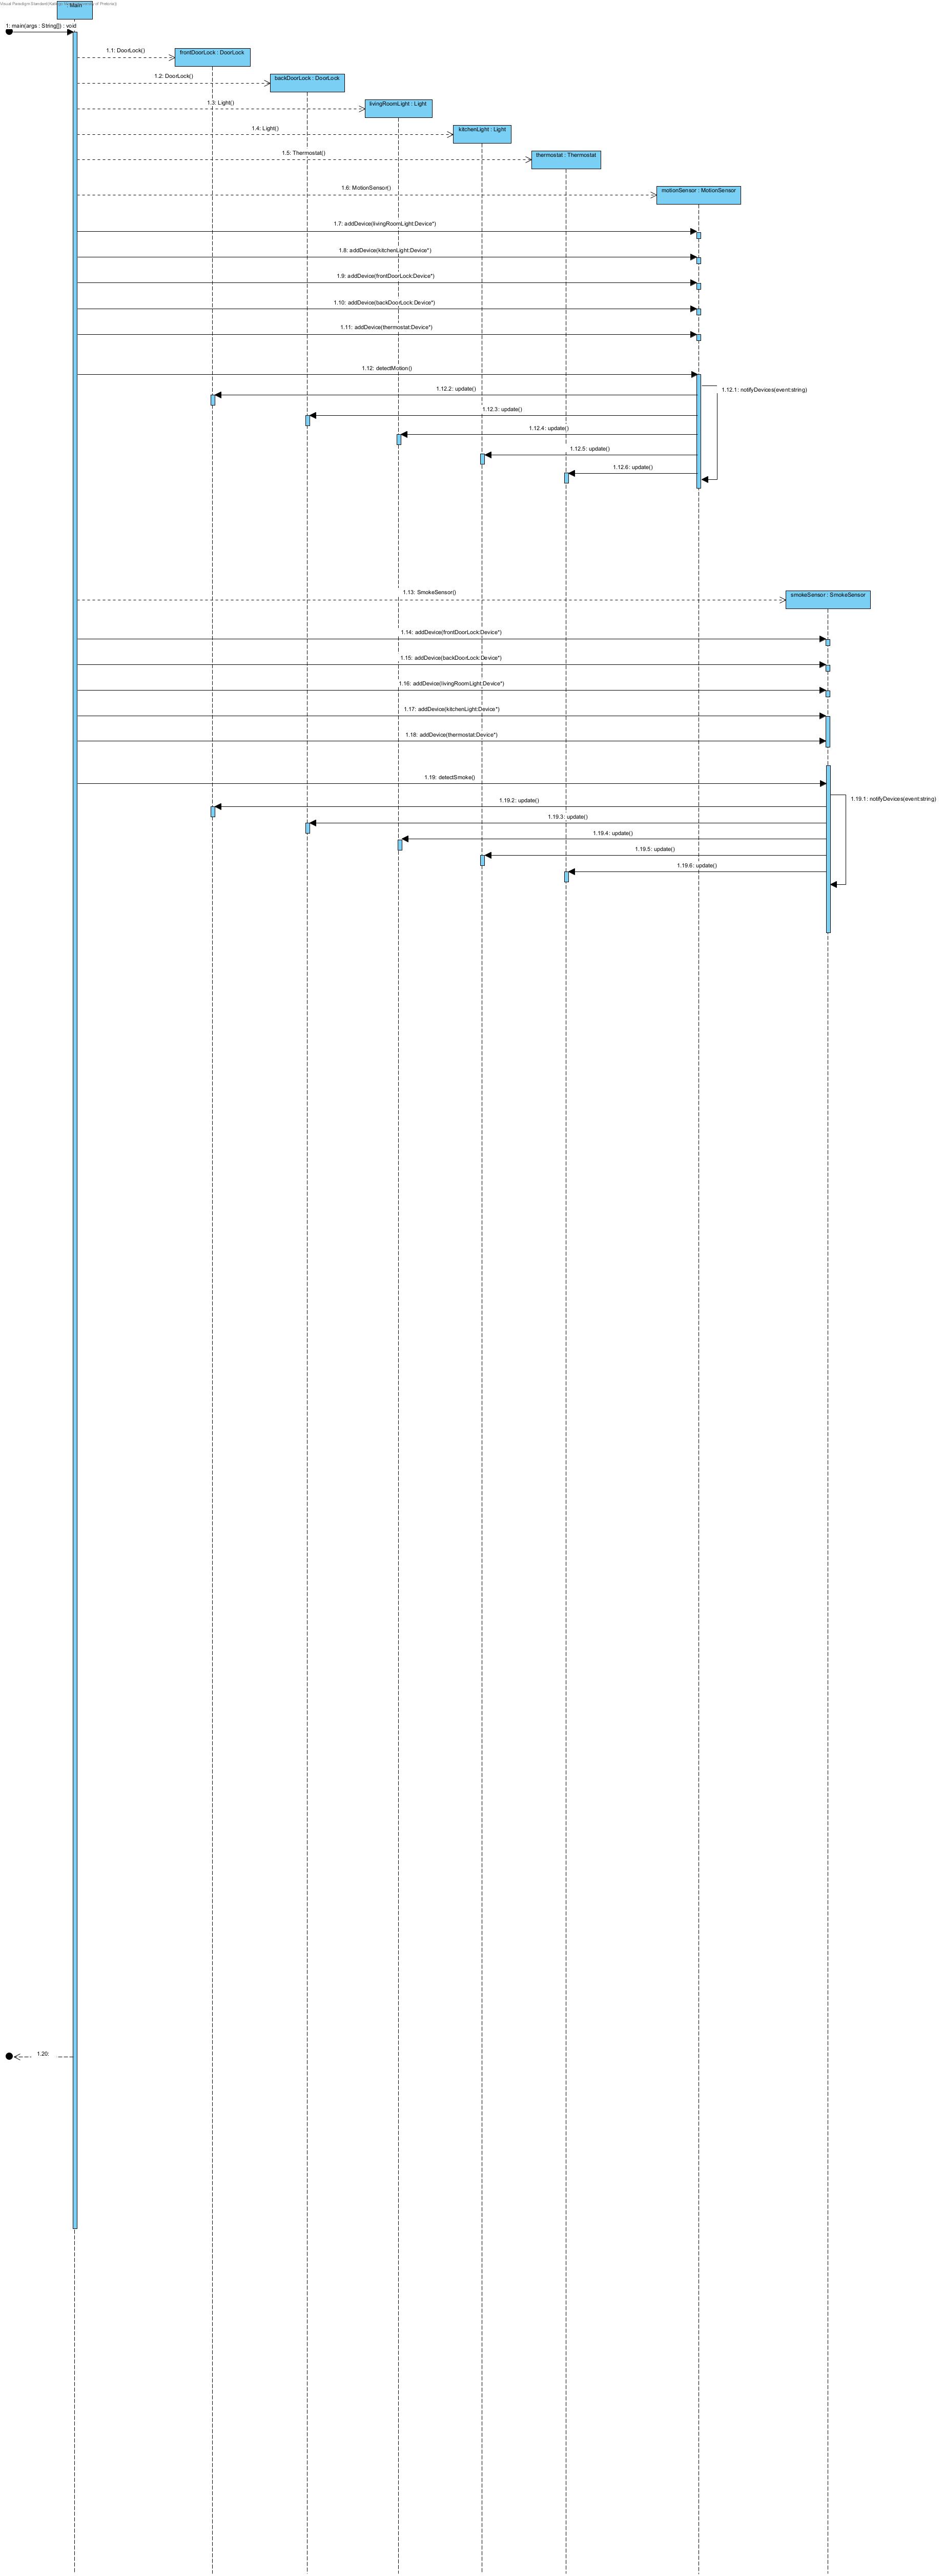 Visual Paradigm Standard
of Pretoria)
Main
1: main(args : String[]) : void
1.1: DoorLock()
frontDoorLock : DoorLock
1.2: DoorLock()
backDoorLock : DoorLock
1.3: Light()
livingRoomLight : Light
1.4: Light()
kitchenLight : Light
1.5: Thermostat()
thermostat : Thermostat
1.6: MotionSensor()
motionSensor : MotionSensor
1.7: addDevice(livingRoomLight:Device*)
1.8: addDevice(kitchenLight:Device*)
1.9: addDevice(frontDoorLock:Device*)
1.10: addDevice(backDoorLock:Device*)
1.11: addDevice(thermostat:Device*)
1.12: detectMotion()
1.12.1: notifyDevices(event:string)
1.12.2: update()
1.12.3: update()
1.12.4: update()
1.12.5: update()
1.12.6: update()
1.13: SmokeSensor()
smokeSensor : SmokeSensor
1.14: addDevice(frontDoorLock:Device*)
1.15: addDevice(backDoorLock:Device*)
1.16: addDevice(livingRoomLight:Device*)
1.17: addDevice(kitchenLight:Device*)
1.18: addDevice(thermostat:Device*)
1.19: detectSmoke()
1.19.1: notifyDevices(event:string)
1.19.2: update()
1.19.3: update()
1.19.4: update()
1.19.5: update()
1.19.6: update()
1.20: